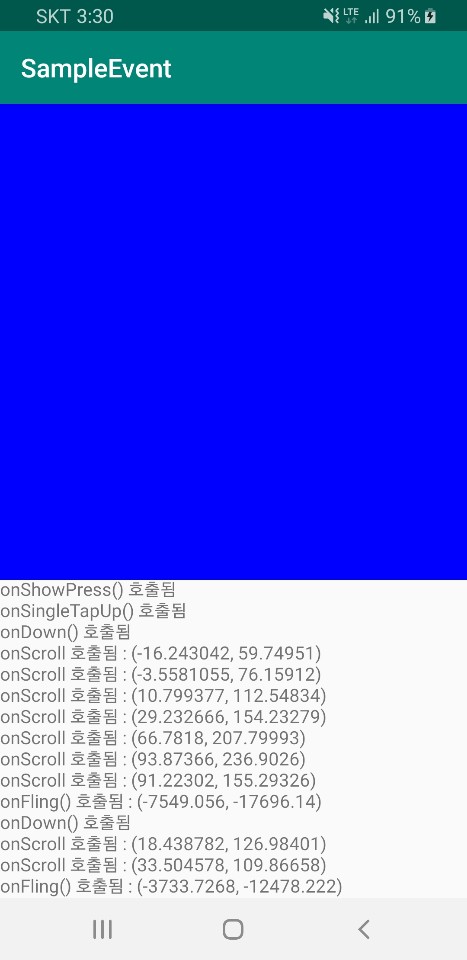 SKT 3:30 LTE 91%
SampleEvent
onShowPress() 호출됨
onSingleTapUp() 호출됨
onDown() 호출됨
onScroll 호출됨 : (-16.243042, 59.74951)
onScroll 호출됨 : (-3.5581055, 76.15912)
onScroll 호출됨 : (10.799377, 112.54834)
onScroll 호출됨 : (29.232666, 154.23279)
onScroll 호출됨 : (66.7818, 207.79993)
onScroll 호출됨 : (93.87366, 236.9026)
onScroll 호출됨 : (91.22302, 155.29326)
onFling() 호출됨 : (-7549.056, -17696.14)
onDown() 호출됨
onScroll 호출됨 : (18.438782, 126.98401)
onScroll 호출됨 : (33.504578, 109.86658)
onFling() 호출됨 : (-3733.7268, -12478.222)